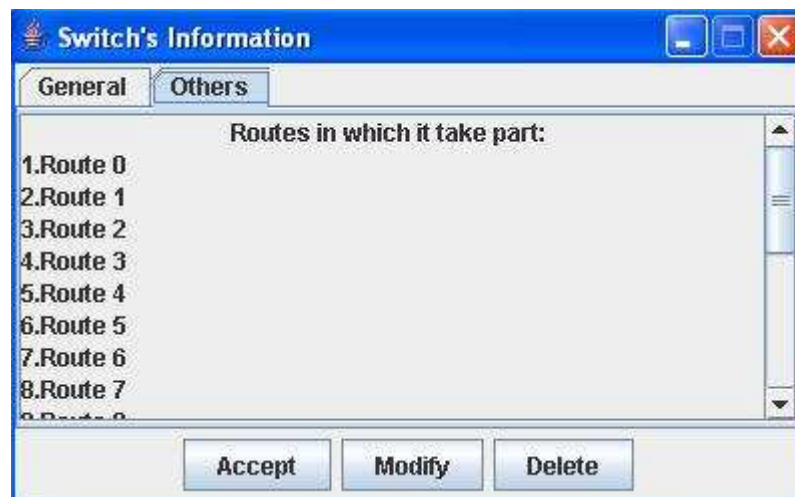 Switch's Information
General Others
Routes in which it take part:
1.Route 0
2.Route 1
3.Route 2
4.Route 3
5.Route 4
6.Route 5
7.Route 6
8.Route 7
Accept Modify Delete